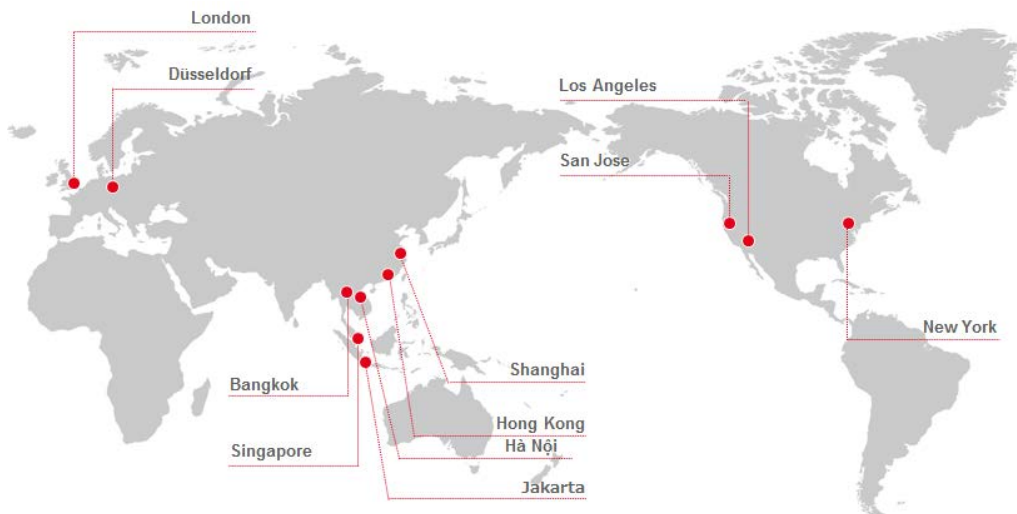 London
Düsseldorf
Los Angeles
San Jose
New York
Shanghai
Bangkok
Hong Kong
Hà Nội
Singapore
Jakarta